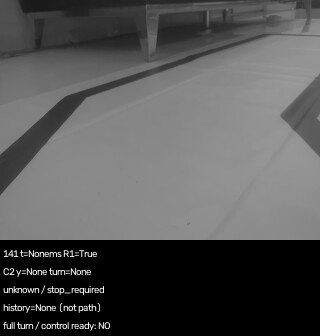 141 t=Nonems R1=True
C2 y=None turn=None
unknown / stop_required
history=None (not path)
full turn / control ready: NO